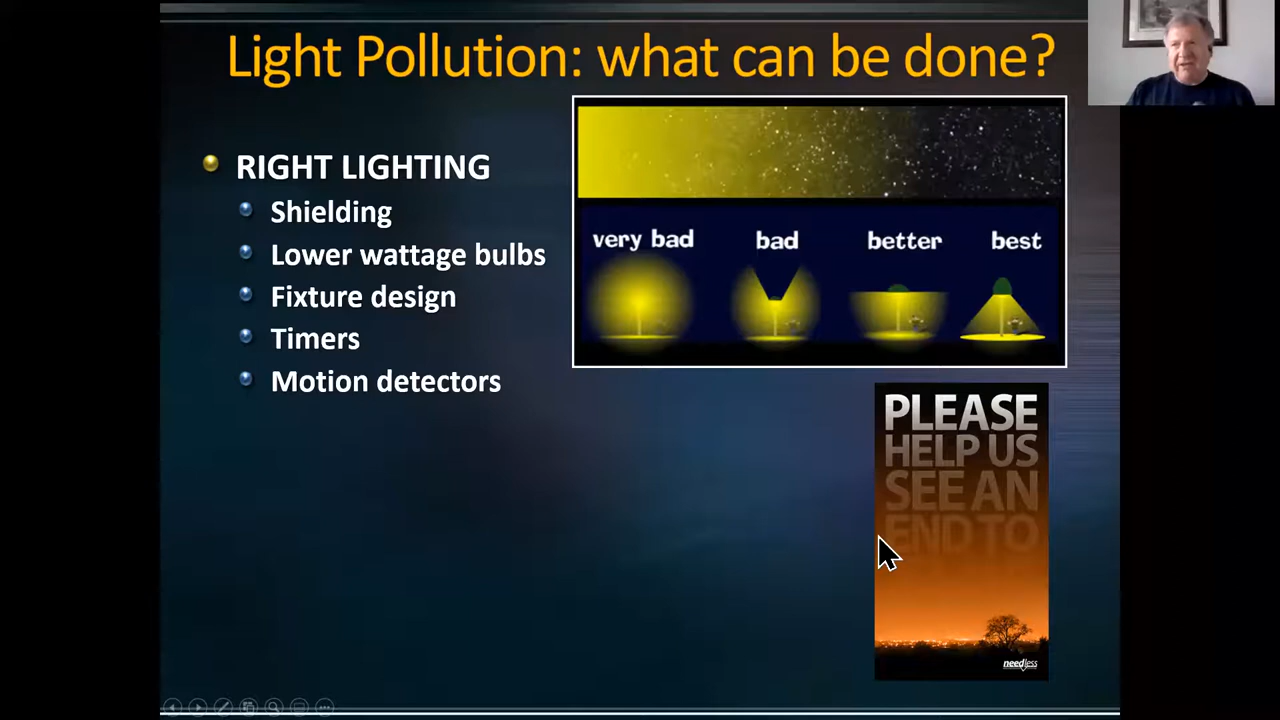 Light Pollution: what can be done?
RIGHT LIGHTING
Shielding
Lower wattage bulbs
Fixture design
Timers
Motion detectors
very bad
bad
better
best
PLEASE
HELP US
SEE AN
END TO
needless